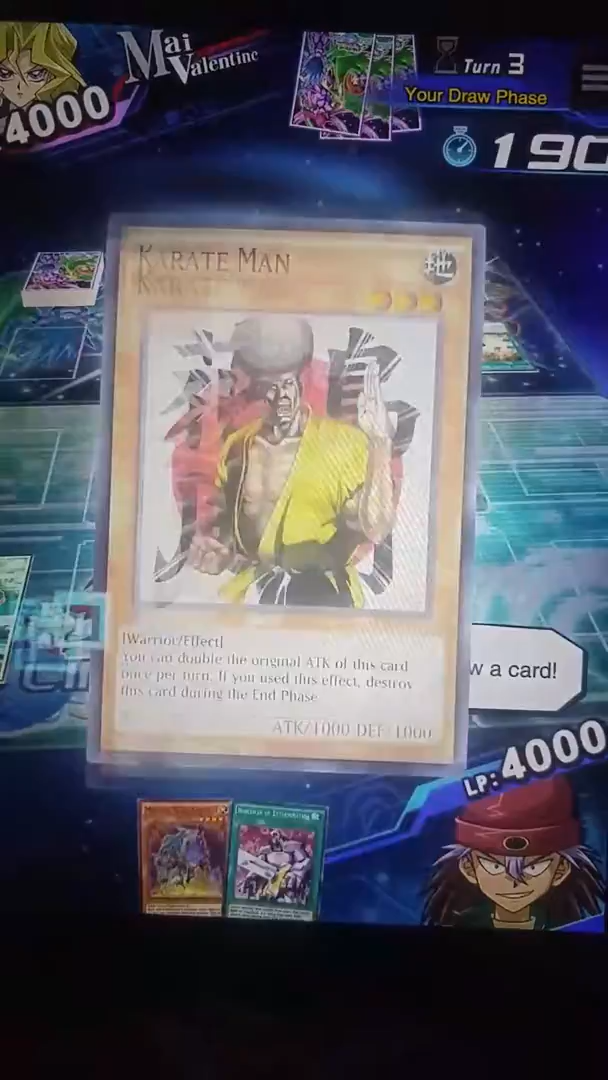 Mai
Valentine
4000
Turn 3
Your Draw Phase
190
KARATE MAN
[Warrior/Effect]
You can double the original ATK of this card
once per turn. If you used this effect, destroy
this card during the End Phase.
ATK/1000 DEF/1000
w a card!
LP:4000